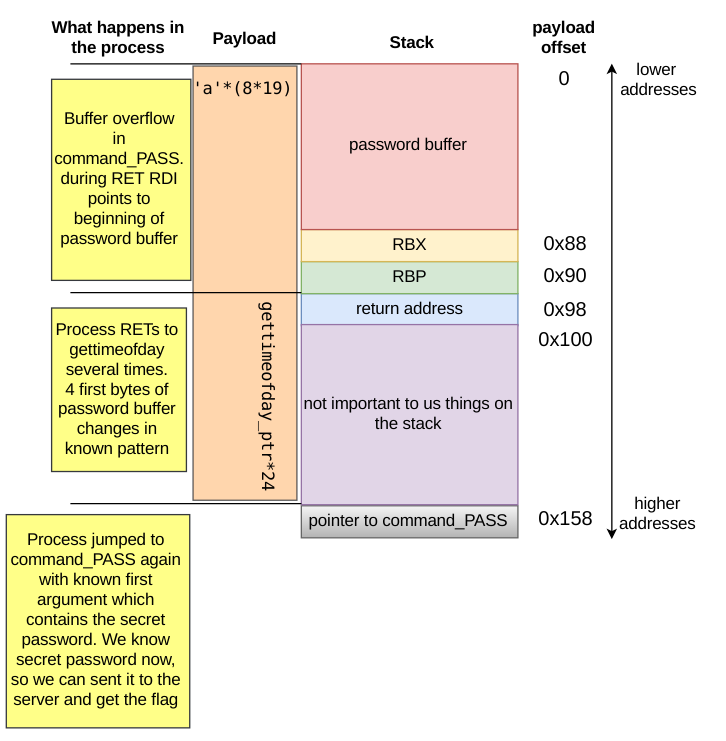 What happens in
the process
Payload
Stack
payload
offset
'a'*(8*19)
0
lower
addresses
Buffer overflow
in
command_PASS.
during RET RDI
points to
beginning of
password buffer
password buffer
RBX
0x88
RBP
0x90
return address
0x98
0x100
Process RETs to
gettimeofday
several times.
4 first bytes of
password buffer
changes in
known pattern
gettimeofday_ptr*24
not important to us things on
the stack
pointer to command_PASS
0x158
higher
addresses
Process jumped to
command_PASS again
with known first
argument which
contains the secret
password. We know
secret password now,
so we can sent it to the
server and get the flag